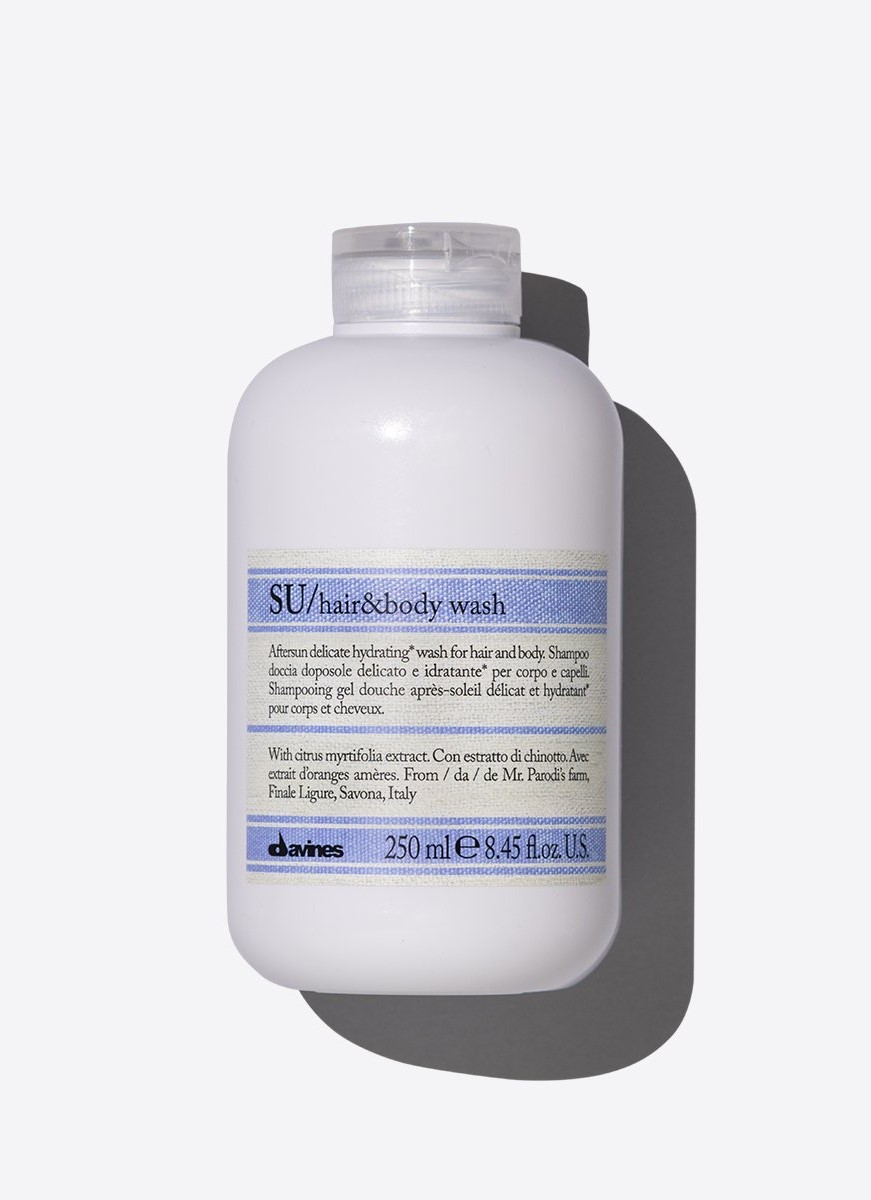 SU/hair&body wash
Aftersun delicate hydrating* wash for hair and body. Shampoo
doccia doposole delicato e idratante* per corpo e capelli.
Shampooing gel douche après-soleil délicat et hydratant*
pour corps et cheveux.
With citrus myrtifolia extract. Con estratto di chinotto. Avec
extrait d'oranges amères. From / da / de Mr. Parodi's farm,
Finale Ligure, Savona, Italy
davines 250 ml ℮ 8.45 fl.oz. U.S.